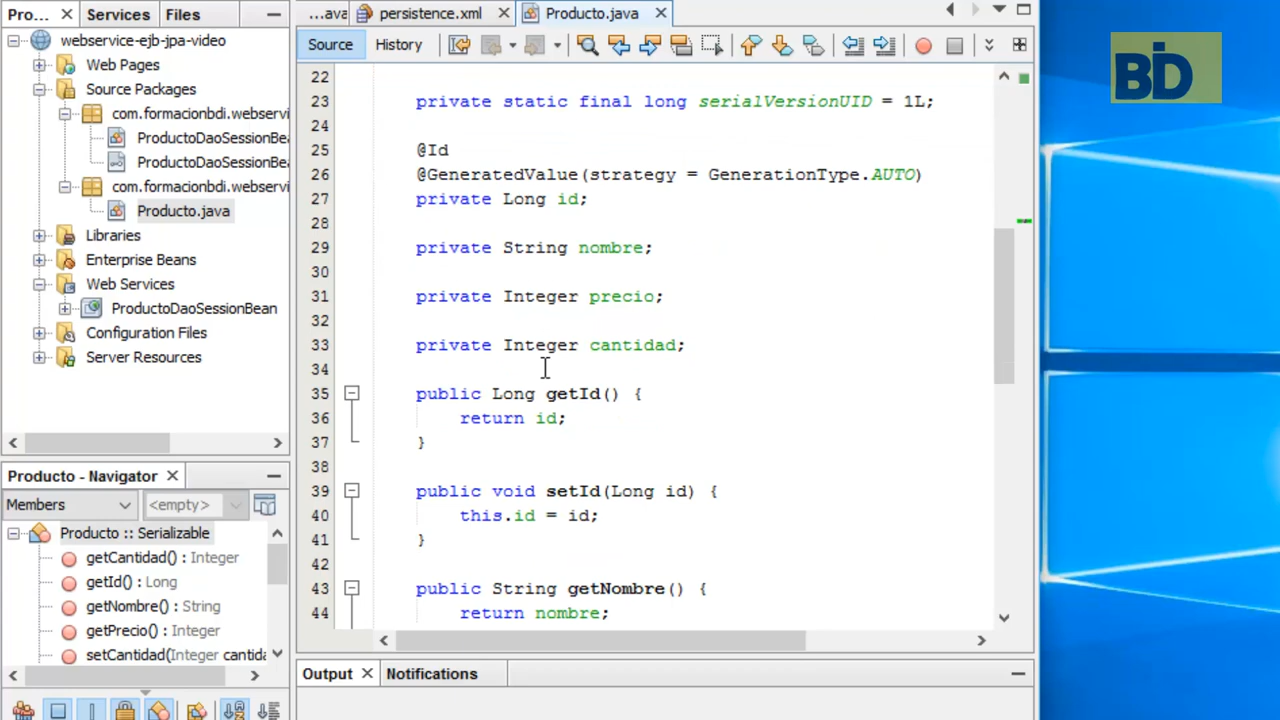 Pro...
Services
Files
webservice-ejb-jpa-video
Web Pages
Source Packages
com.formacionbdi.webservi
ProductoDaoSessionBea
ProductoDaoSessionBea
com.formacionbdi.webservi
Producto.java
Libraries
Enterprise Beans
Web Services
ProductoDaoSessionBean
Configuration Files
Server Resources
Producto - Navigator
Members
<empty>
Producto :: Serializable
getCantidad() : Integer
getId() : Long
getNombre() : String
getPrecio() : Integer
setCantidad(Integer cantida
...ava
persistence.xml
Producto.java
Source
History
22
23 private static final long serialVersionUID = 1L;
24
25 @Id
26 @GeneratedValue(strategy = GenerationType.AUTO)
27 private Long id;
28
29 private String nombre;
30
31 private Integer precio;
32
33 private Integer cantidad;
34
35 public Long getId() {
36 return id;
37 }
38
39 public void setId(Long id) {
40 this.id = id;
41 }
42
43 public String getNombre() {
44 return nombre;
Output
Notifications
BDI